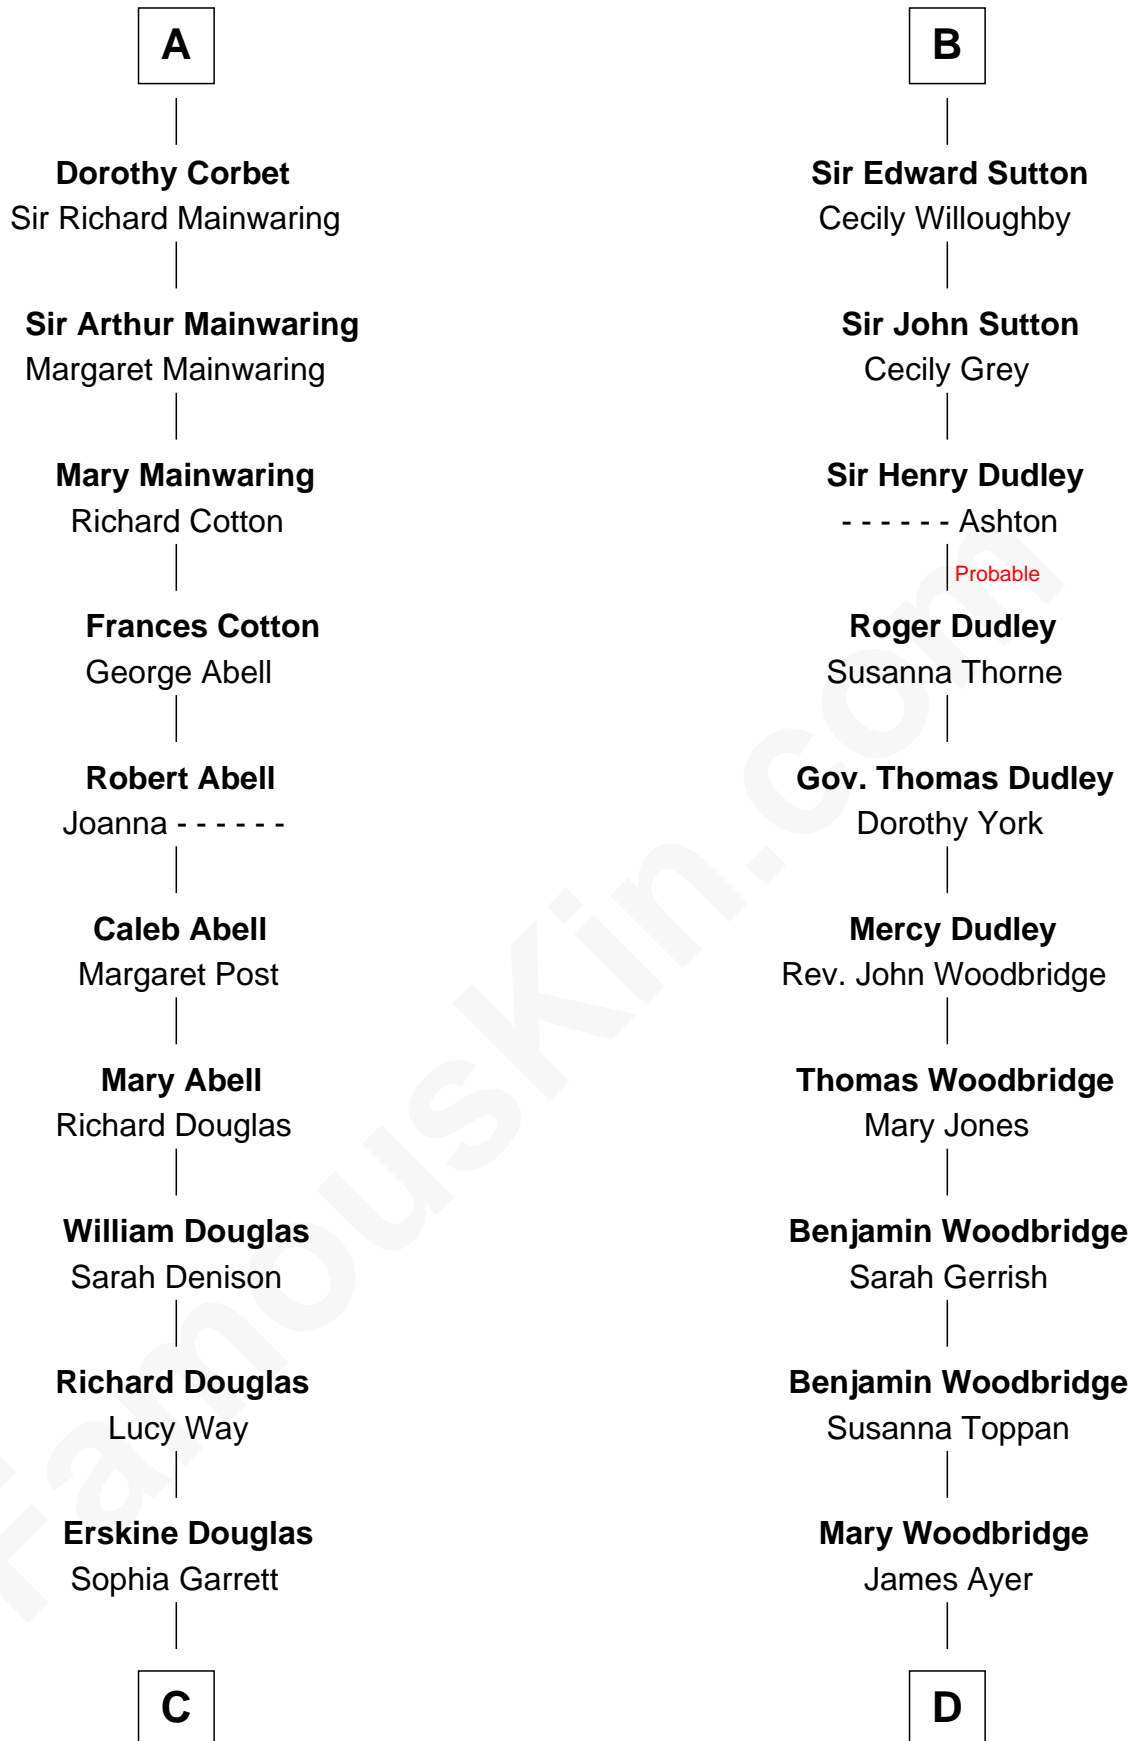 A
Dorothy Corbet
Sir Richard Mainwaring
Sir Arthur Mainwaring
Margaret Mainwaring
Mary Mainwaring
Richard Cotton
Frances Cotton
George Abell
Robert Abell
Joanna - - - - - -
Caleb Abell
Margaret Post
Mary Abell
Richard Douglas
William Douglas
Sarah Denison
Richard Douglas
Lucy Way
Erskine Douglas
Sophia Garrett
C
B
Sir Edward Sutton
Cecily Willoughby
Sir John Sutton
Cecily Grey
Sir Henry Dudley
- - - - - - Ashton
Probable
Roger Dudley
Susanna Thorne
Gov. Thomas Dudley
Dorothy York
Mercy Dudley
Rev. John Woodbridge
Thomas Woodbridge
Mary Jones
Benjamin Woodbridge
Sarah Gerrish
Benjamin Woodbridge
Susanna Toppan
Mary Woodbridge
James Ayer
D
FamousKin.com